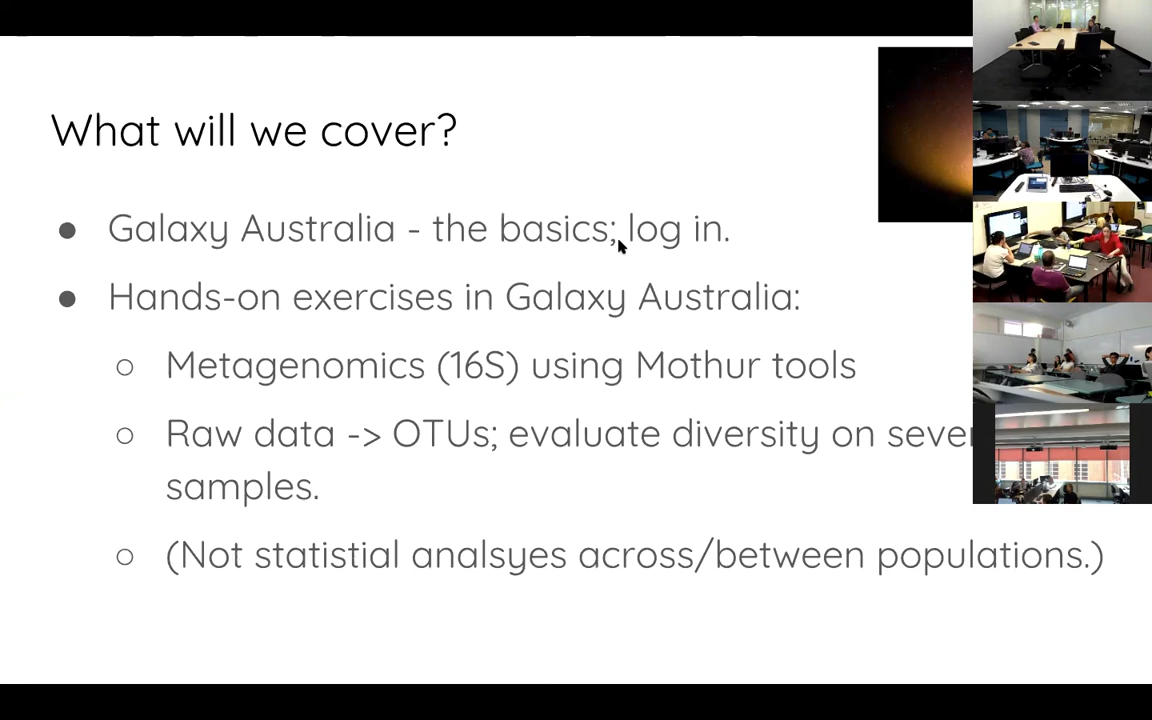 What will we cover?
● Galaxy Australia - the basics; log in.
● Hands-on exercises in Galaxy Australia:
○ Metagenomics (16S) using Mothur tools
○ Raw data -> OTUs; evaluate diversity on
samples.
○ (Not statistial analsyes across/between populations.)